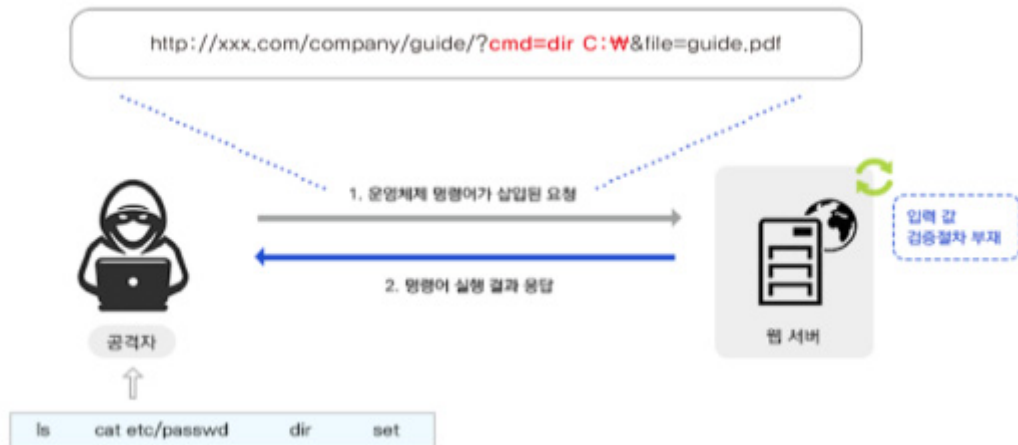 http://xxx.com/company/guide/?cmd=dir C:₩&file=guide.pdf
1. 운영체제 명령어가 삽입된 요청
입력 값
검증절차 부재
2. 명령어 실행 결과 응답
공격자
웹 서버
ls cat etc/passwd dir set